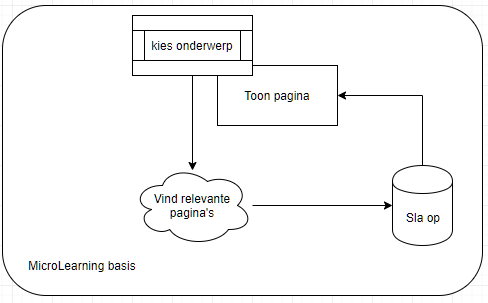 kies onderwerp
Toon pagina
Vind relevante
pagina's
Sla op
MicroLearning basis